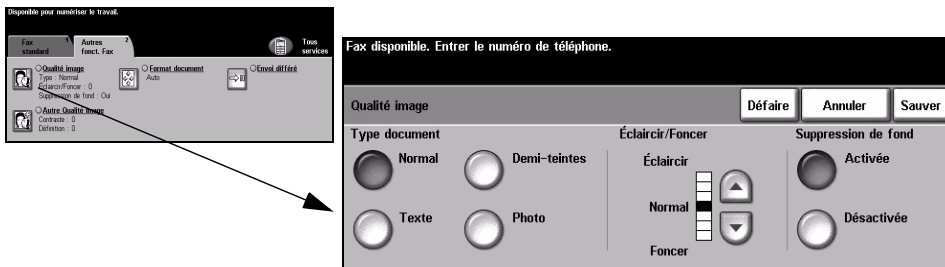 Disponible pour numériser le travail.
Fax standard 1
Autres fonct. Fax 2
Tous services
Qualité image
Type : Normal
Éclaircir/Foncer : 0
Suppression de fond : Oui
Format document
Auto
Envoi différé
Autre Qualité image
Contraste : 0
Définition : 0
Fax disponible. Entrer le numéro de téléphone.
Qualité image
Défaire
Annuler
Sauver
Type document
Éclaircir/Foncer
Suppression de fond
Normal
Demi-teintes
Éclaircir
Activée
Normal
Texte
Photo
Désactivée
Foncer